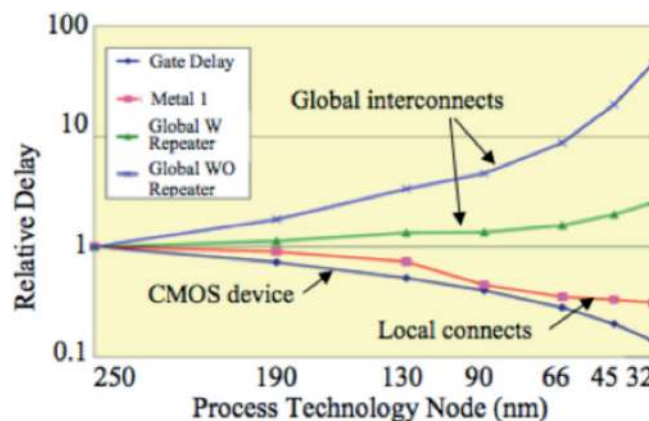 100
10
1
0.1
Relative Delay
Gate Delay
Metal 1
Global W
Repeater
Global WO
Repeater
Global interconnects
CMOS device
Local connects
250 190 130 90 66 45 32
Process Technology Node (nm)